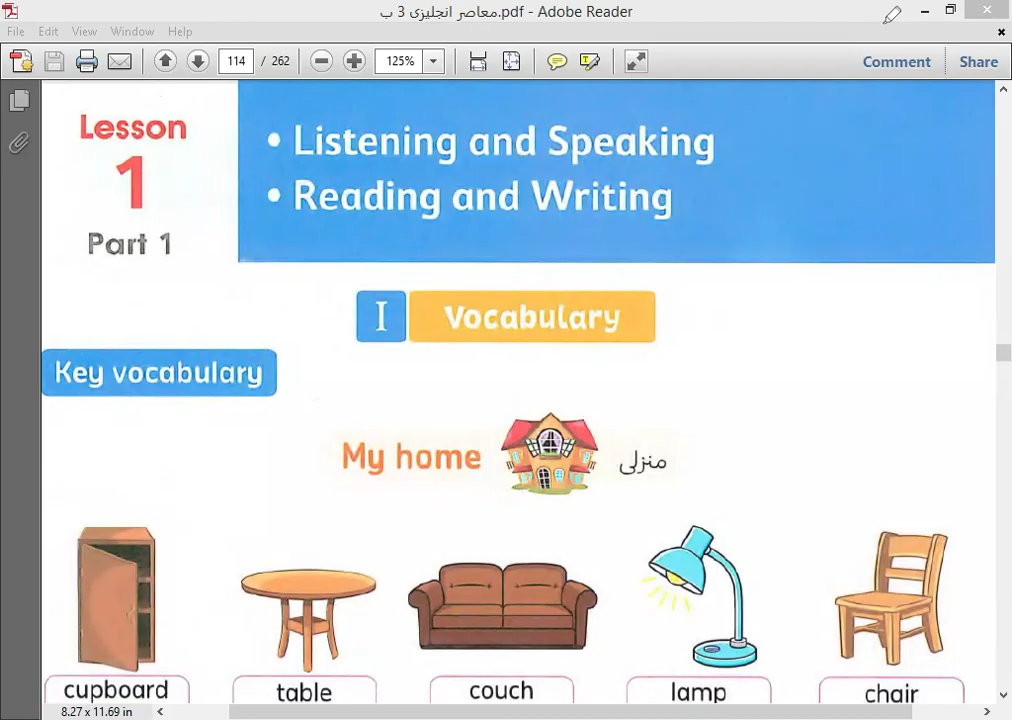 معاصر انجليزى 3 ب.pdf - Adobe Reader
File Edit View Window Help
114 / 262 125% Comment Share
Lesson
1
Part 1
• Listening and Speaking
• Reading and Writing
I Vocabulary
Key vocabulary
My home منزلى
cupboard table couch lamp chair
8.27 x 11.69 in